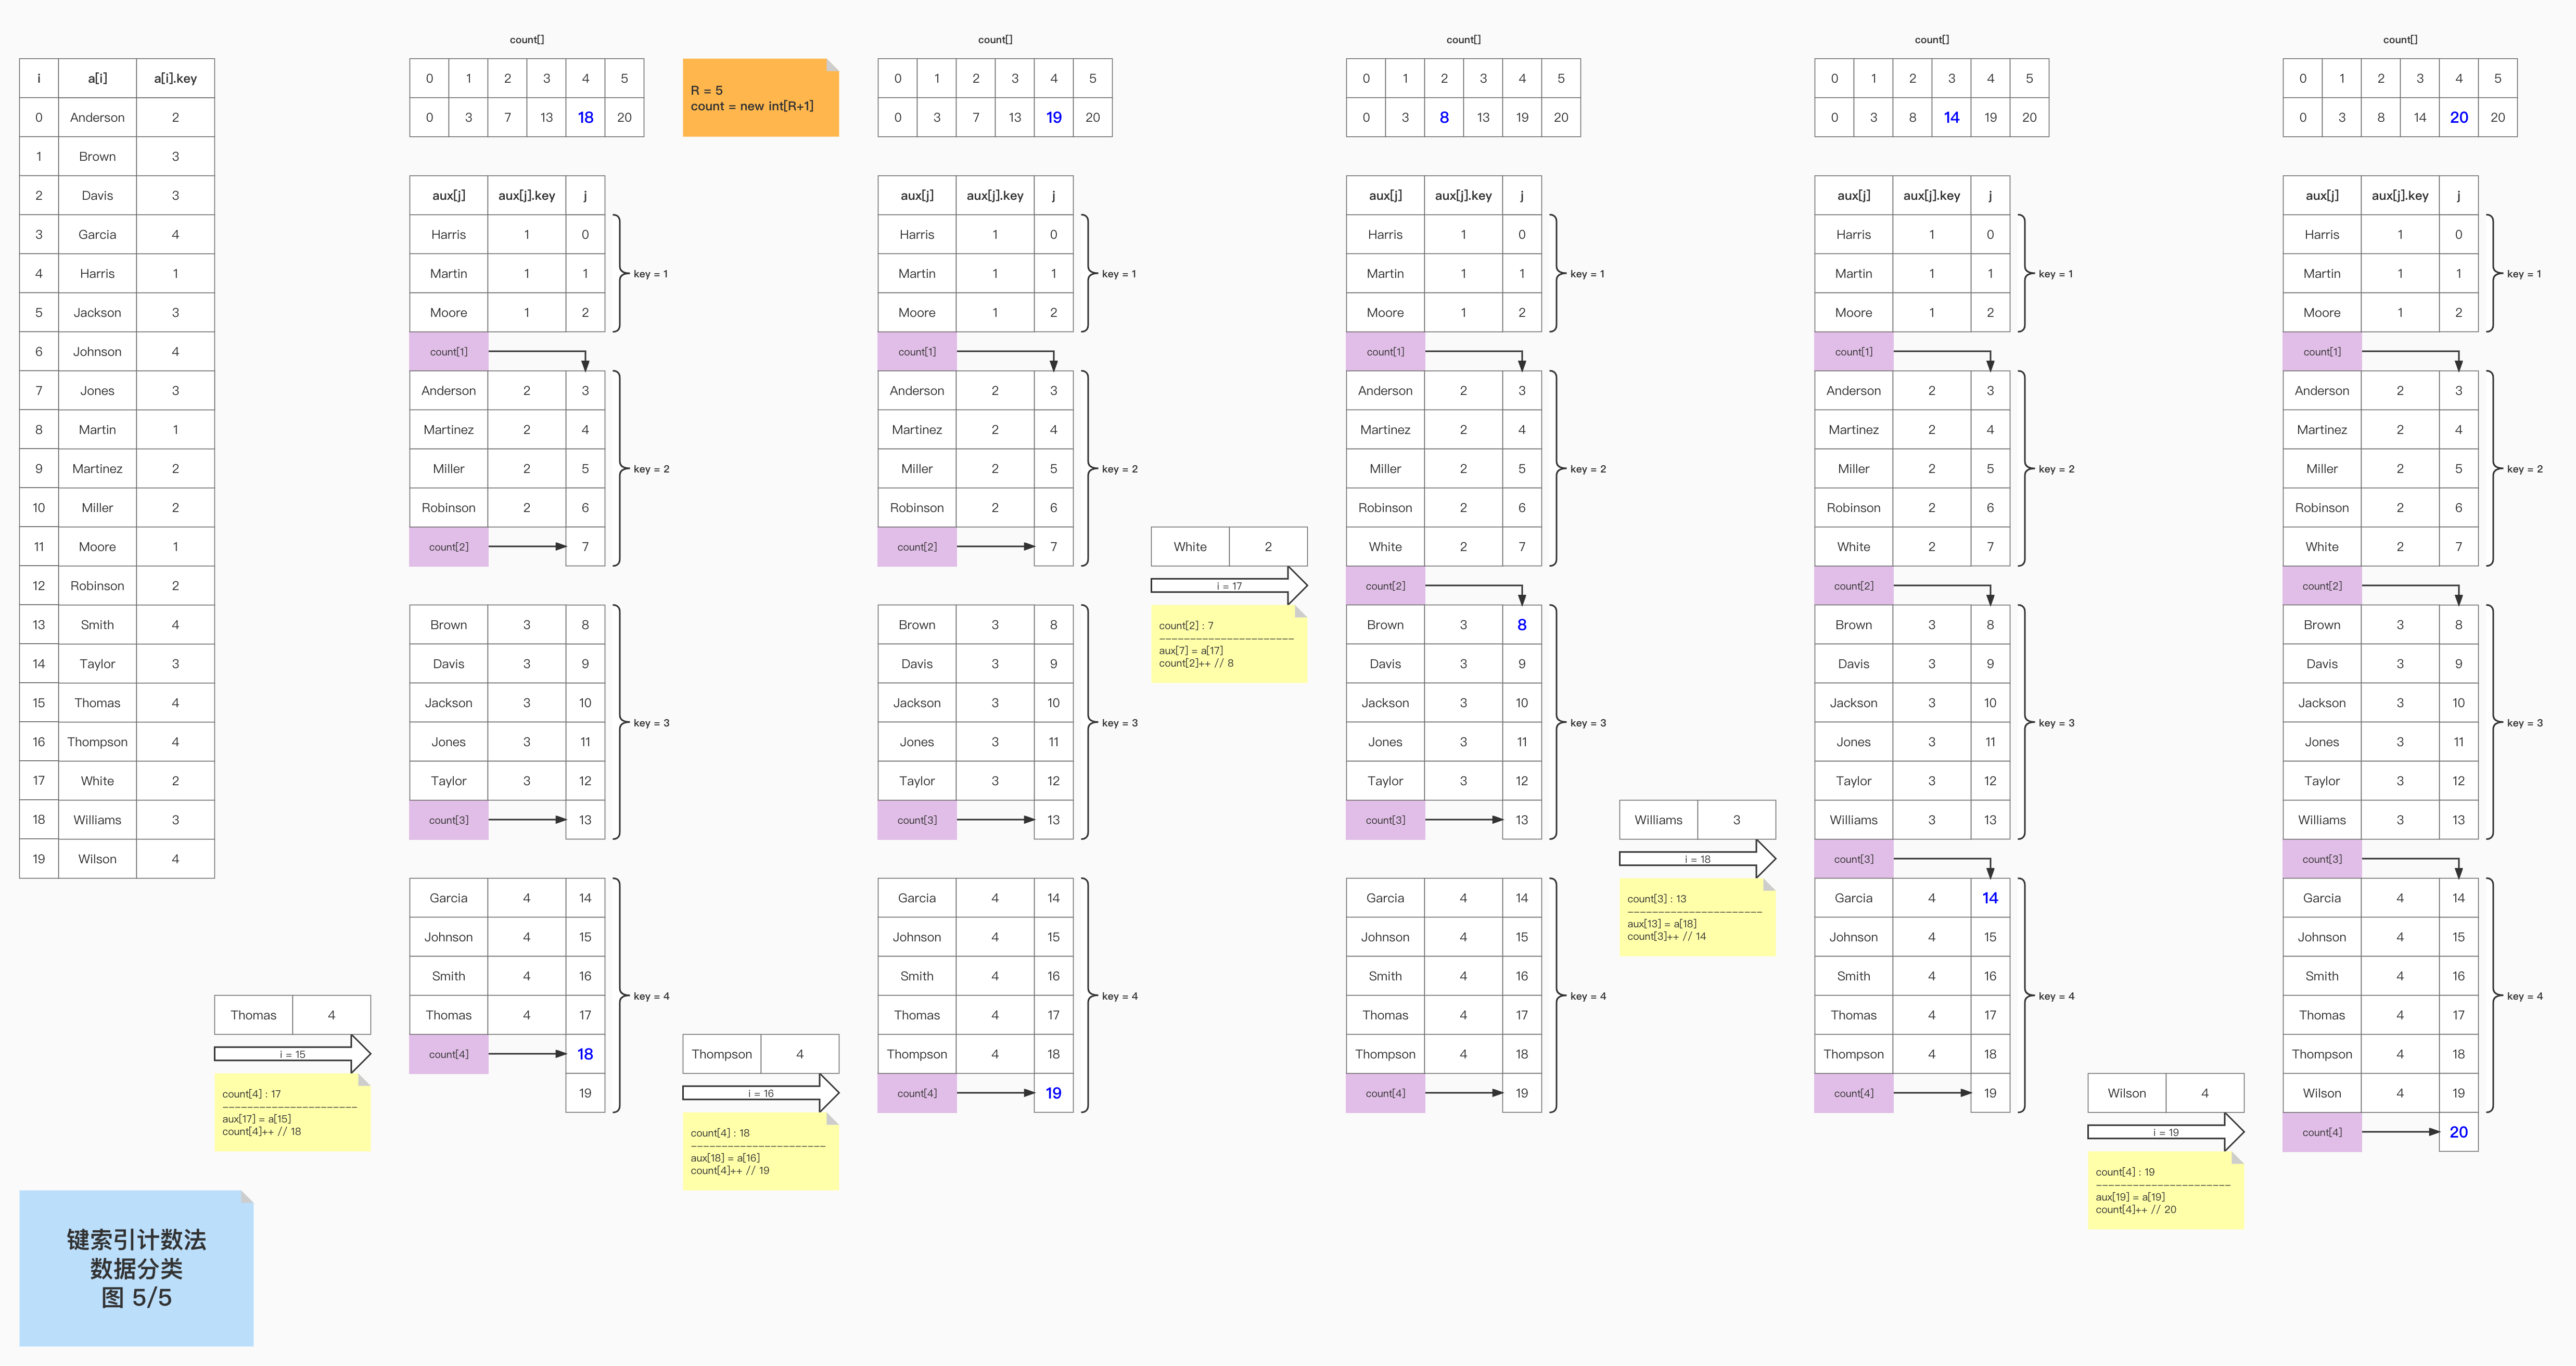 i a[i] a[i].key
0 Anderson 2
1 Brown 3
2 Davis 3
3 Garcia 4
4 Harris 1
5 Jackson 3
6 Johnson 4
7 Jones 3
8 Martin 1
9 Martinez 2
10 Miller 2
11 Moore 1
12 Robinson 2
13 Smith 4
14 Taylor 3
15 Thomas 4
16 Thompson 4
17 White 2
18 Williams 3
19 Wilson 4
Thomas 4
i = 15
count[4] : 17
----------------------
aux[17] = a[15]
count[4]++ // 18
键索引计数法
数据分类
图 5/5
count[]
0 1 2 3 4 5
0 3 7 13 18 20
aux[j] aux[j].key j
Harris 1 0
Martin 1 1
Moore 1 2
key = 1
count[1]
Anderson 2 3
Martinez 2 4
Miller 2 5
Robinson 2 6
count[2] 7
key = 2
Brown 3 8
Davis 3 9
Jackson 3 10
Jones 3 11
Taylor 3 12
count[3] 13
key = 3
Garcia 4 14
Johnson 4 15
Smith 4 16
Thomas 4 17
count[4] 18
19
key = 4
R = 5
count = new int[R+1]
Thompson 4
i = 16
count[4] : 18
----------------------
aux[18] = a[16]
count[4]++ // 19
count[]
0 1 2 3 4 5
0 3 7 13 19 20
aux[j] aux[j].key j
Harris 1 0
Martin 1 1
Moore 1 2
key = 1
count[1]
Anderson 2 3
Martinez 2 4
Miller 2 5
Robinson 2 6
count[2] 7
key = 2
Brown 3 8
Davis 3 9
Jackson 3 10
Jones 3 11
Taylor 3 12
count[3] 13
key = 3
Garcia 4 14
Johnson 4 15
Smith 4 16
Thomas 4 17
Thompson 4 18
count[4] 19
key = 4
White 2
i = 17
count[2] : 7
----------------------
aux[7] = a[17]
count[2]++ // 8
count[]
0 1 2 3 4 5
0 3 8 13 19 20
aux[j] aux[j].key j
Harris 1 0
Martin 1 1
Moore 1 2
key = 1
count[1]
Anderson 2 3
Martinez 2 4
Miller 2 5
Robinson 2 6
White 2 7
key = 2
count[2]
Brown 3 8
Davis 3 9
Jackson 3 10
Jones 3 11
Taylor 3 12
count[3] 13
key = 3
Garcia 4 14
Johnson 4 15
Smith 4 16
Thomas 4 17
Thompson 4 18
count[4] 19
key = 4
Williams 3
i = 18
count[3] : 13
----------------------
aux[13] = a[18]
count[3]++ // 14
count[]
0 1 2 3 4 5
0 3 8 14 19 20
aux[j] aux[j].key j
Harris 1 0
Martin 1 1
Moore 1 2
key = 1
count[1]
Anderson 2 3
Martinez 2 4
Miller 2 5
Robinson 2 6
White 2 7
key = 2
count[2]
Brown 3 8
Davis 3 9
Jackson 3 10
Jones 3 11
Taylor 3 12
Williams 3 13
key = 3
count[3]
Garcia 4 14
Johnson 4 15
Smith 4 16
Thomas 4 17
Thompson 4 18
count[4] 19
key = 4
Wilson 4
i = 19
count[4] : 19
----------------------
aux[19] = a[19]
count[4]++ // 20
count[]
0 1 2 3 4 5
0 3 8 14 20 20
aux[j] aux[j].key j
Harris 1 0
Martin 1 1
Moore 1 2
key = 1
count[1]
Anderson 2 3
Martinez 2 4
Miller 2 5
Robinson 2 6
White 2 7
key = 2
count[2]
Brown 3 8
Davis 3 9
Jackson 3 10
Jones 3 11
Taylor 3 12
Williams 3 13
key = 3
count[3]
Garcia 4 14
Johnson 4 15
Smith 4 16
Thomas 4 17
Thompson 4 18
Wilson 4 19
key = 4
count[4] 20